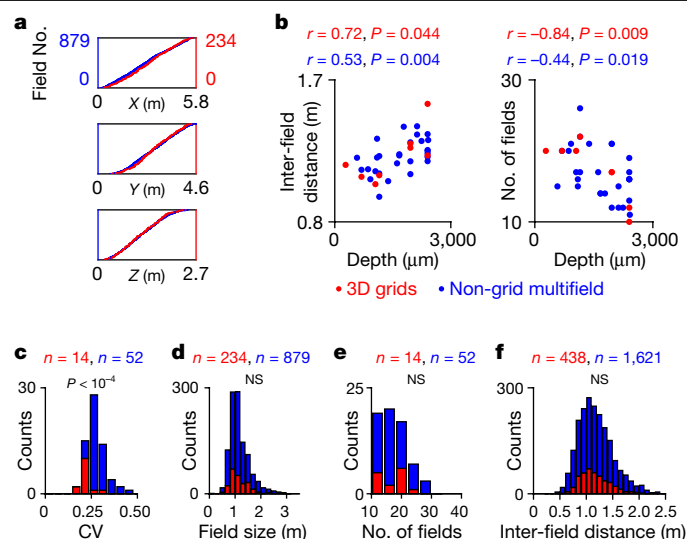 a
879
234
Field No.
0
0
0 X (m) 5.8
0 Y (m) 4.6
0 Z (m) 2.7
b
r = 0.72, P = 0.044
r = 0.53, P = 0.004
1.7
Inter-field
distance (m)
0.8
0 3,000
Depth (μm)
r = –0.84, P = 0.009
r = –0.44, P = 0.019
30
No. of fields
10
0 3,000
Depth (μm)
3D grids Non-grid multifield
c
n = 14, n = 52
P < 10–4
30
Counts
0
0 0.25 0.50
CV
d
n = 234, n = 879
NS
300
Counts
0
0 1 2 3
Field size (m)
e
n = 14, n = 52
NS
25
Counts
0
10 20 30 40
No. of fields
f
n = 438, n = 1,621
NS
300
Counts
0
0 0.5 1.0 1.5 2.0 2.5
Inter-field distance (m)